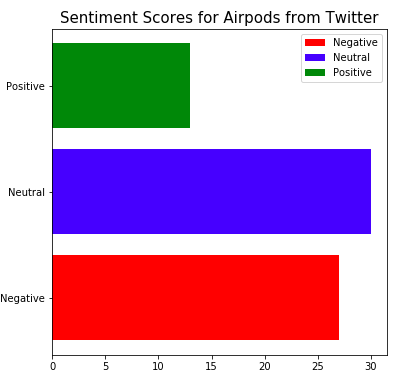 Sentiment Scores for Airpods from Twitter
Negative
Neutral
Positive
Positive
Neutral
Negative
0 5 10 15 20 25 30